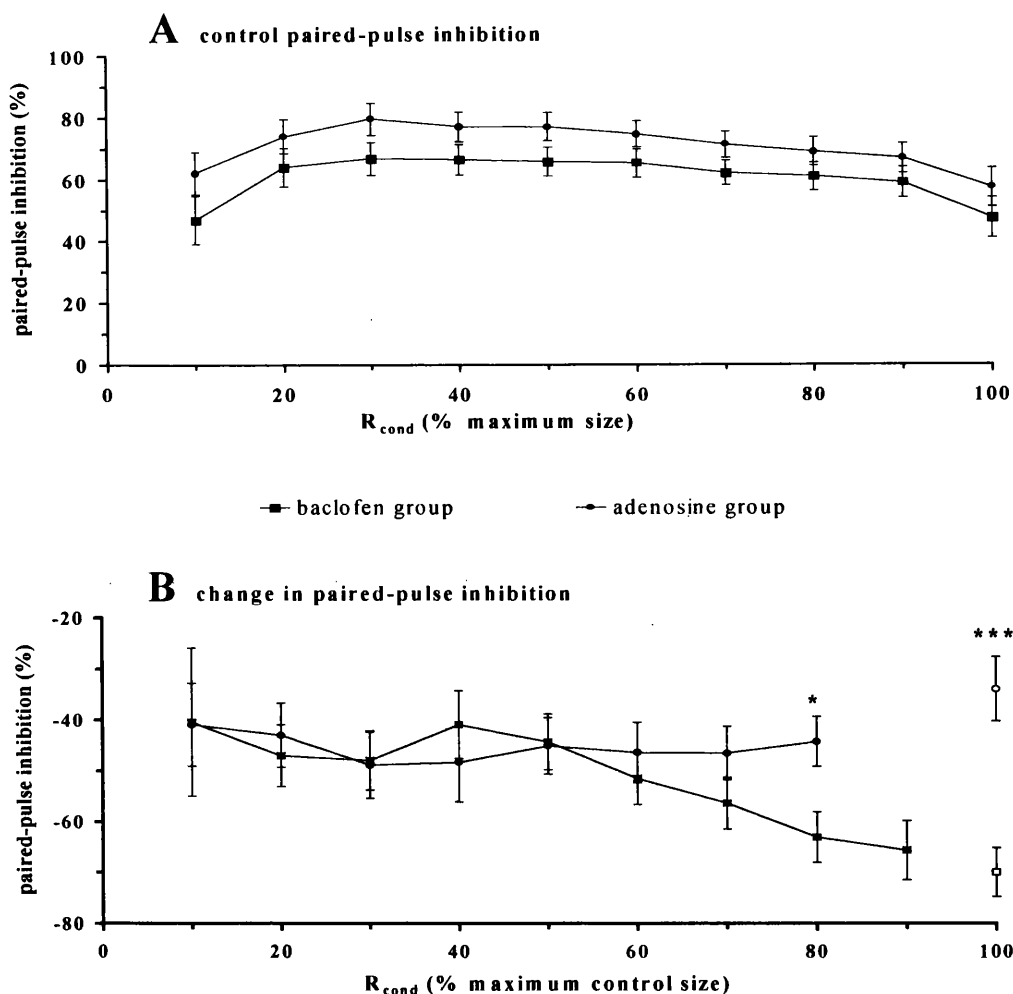 A control paired-pulse inhibition
paired-pulse inhibition (%)
100
80
60
40
20
0
0 20 40 60 80 100
Rcond (% maximum size)
baclofen group adenosine group
B change in paired-pulse inhibition
paired-pulse inhibition (%)
-20
-40
-60
-80
*
***
0 20 40 60 80 100
Rcond (% maximum control size)